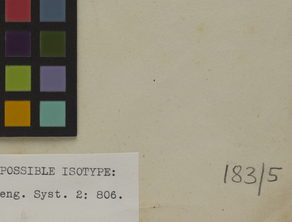 POSSIBLE ISOTYPE:
eng. Syst. 2: 806.
183/5